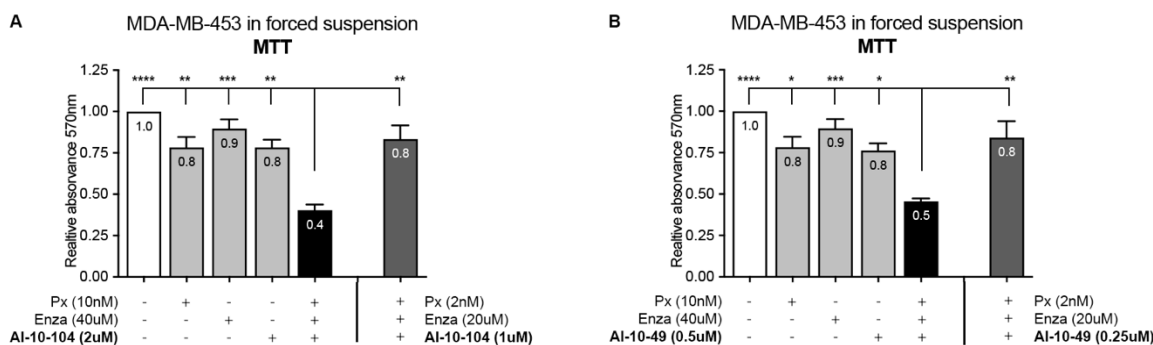 A
MDA-MB-453 in forced suspension
MTT
Realtive absorvance 570nm
1.25
1.00
0.75
0.50
0.25
0.00
**** ** *** ** **
1.0 0.8 0.9 0.8 0.4 0.8
Px (10nM) - + - - + + Px (2nM)
Enza (40uM) - - + - + + Enza (20uM)
AI-10-104 (2uM) - - - + + + AI-10-104 (1uM)
B
MDA-MB-453 in forced suspension
MTT
Realtive absorvance 570nm
1.25
1.00
0.75
0.50
0.25
0.00
**** * *** * **
1.0 0.8 0.9 0.8 0.5 0.8
Px (10nM) - + - - + + Px (2nM)
Enza (40uM) - - + - + + Enza (20uM)
AI-10-49 (0.5uM) - - - + + + AI-10-49 (0.25uM)